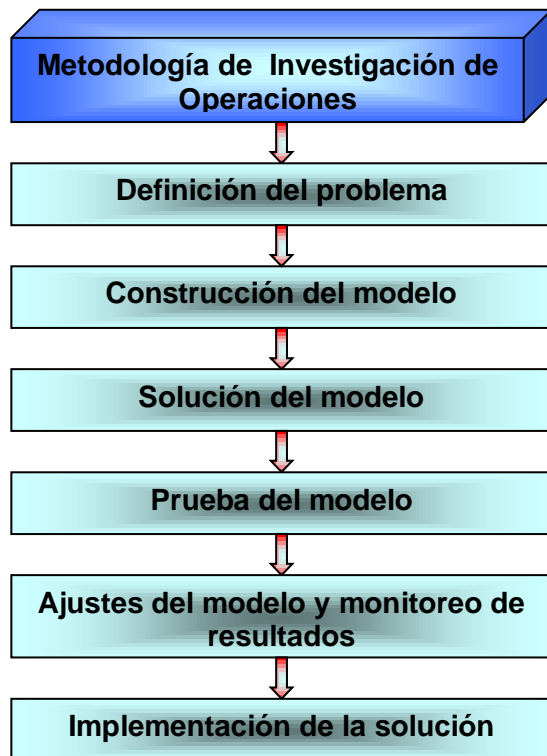 Metodología de Investigación de
Operaciones
Definición del problema
Construcción del modelo
Solución del modelo
Prueba del modelo
Ajustes del modelo y monitoreo de
resultados
Implementación de la solución